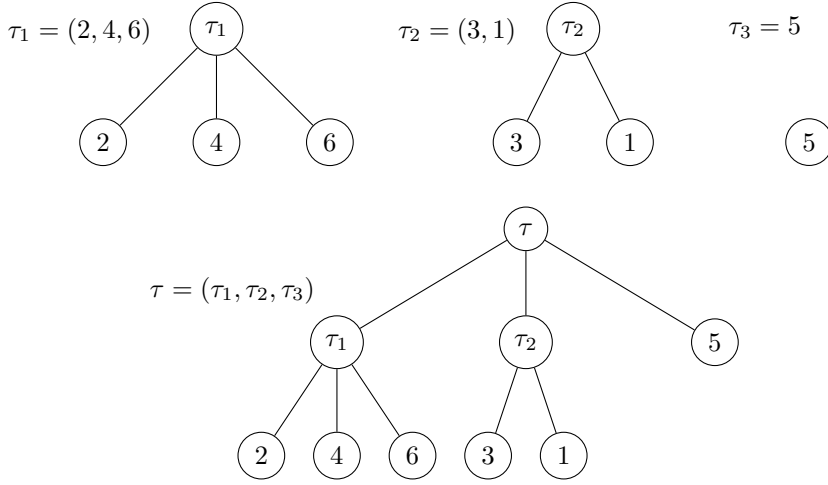 τ₁ = (2, 4, 6) τ₁ τ₂ = (3, 1) τ₂ τ₃ = 5
2 4 6 3 1 5
τ
τ = (τ₁, τ₂, τ₃)
τ₁ τ₂ 5
2 4 6 3 1